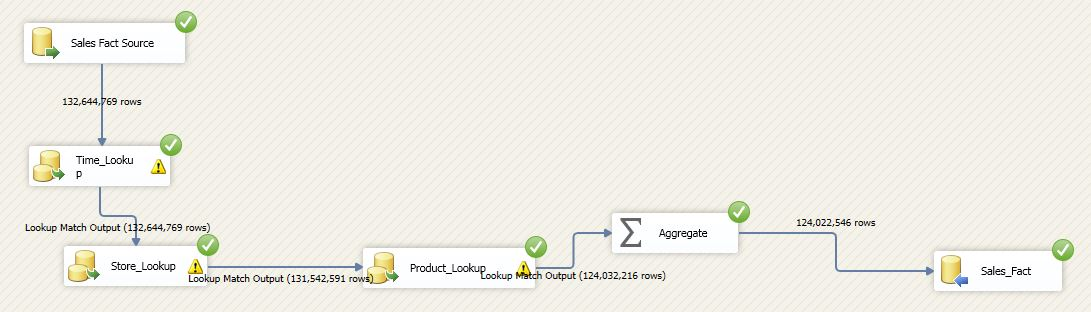 Sales Fact Source
132,644,769 rows
Time_Looku
p
Lookup Match Output (132,644,769 rows)
Store_Lookup
Lookup Match Output (131,542,591 rows)
Product_Lookup
Lookup Match Output (124,032,216 rows)
Aggregate
124,022,546 rows
Sales_Fact